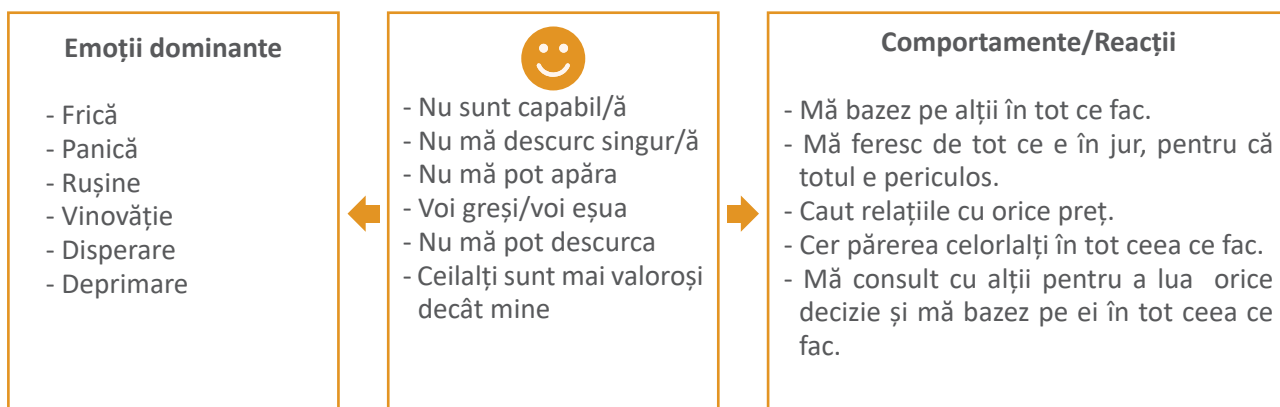 Emoții dominante
- Frică
- Panică
- Rușine
- Vinovăție
- Disperare
- Deprimare
- Nu sunt capabil/ă
- Nu mă descurc singur/ă
- Nu mă pot apăra
- Voi greși/voi eșua
- Nu mă pot descurca
- Ceilalți sunt mai valoroși
decât mine
Comportamente/Reacții
- Mă bazez pe alții în tot ce fac.
- Mă feresc de tot ce e în jur, pentru că
totul e periculos.
- Caut relațiile cu orice preț.
- Cer părerea celorlalți în tot ceea ce fac.
- Mă consult cu alții pentru a lua orice
decizie și mă bazez pe ei în tot ceea ce
fac.